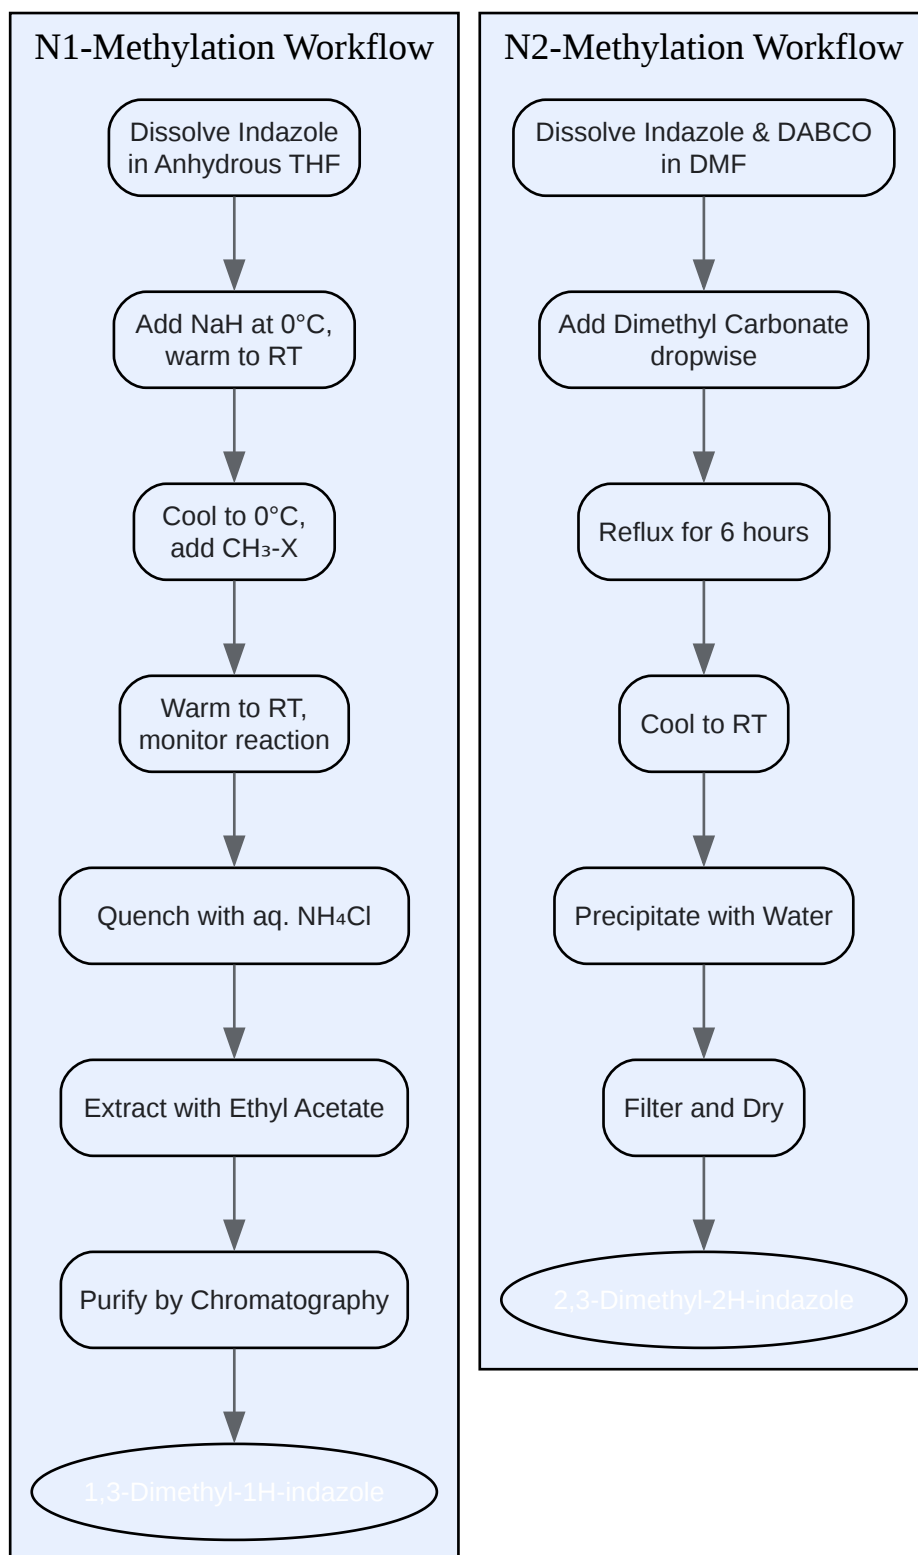 N1-Methylation Workflow
Dissolve Indazole
in Anhydrous THF
Add NaH at 0°C,
warm to RT
Cool to 0°C,
add CH₃-X
Warm to RT,
monitor reaction
Quench with aq. NH₄Cl
Extract with Ethyl Acetate
Purify by Chromatography
1,3-Dimethyl-1H-indazole
N2-Methylation Workflow
Dissolve Indazole & DABCO
in DMF
Add Dimethyl Carbonate
dropwise
Reflux for 6 hours
Cool to RT
Precipitate with Water
Filter and Dry
2,3-Dimethyl-2H-indazole